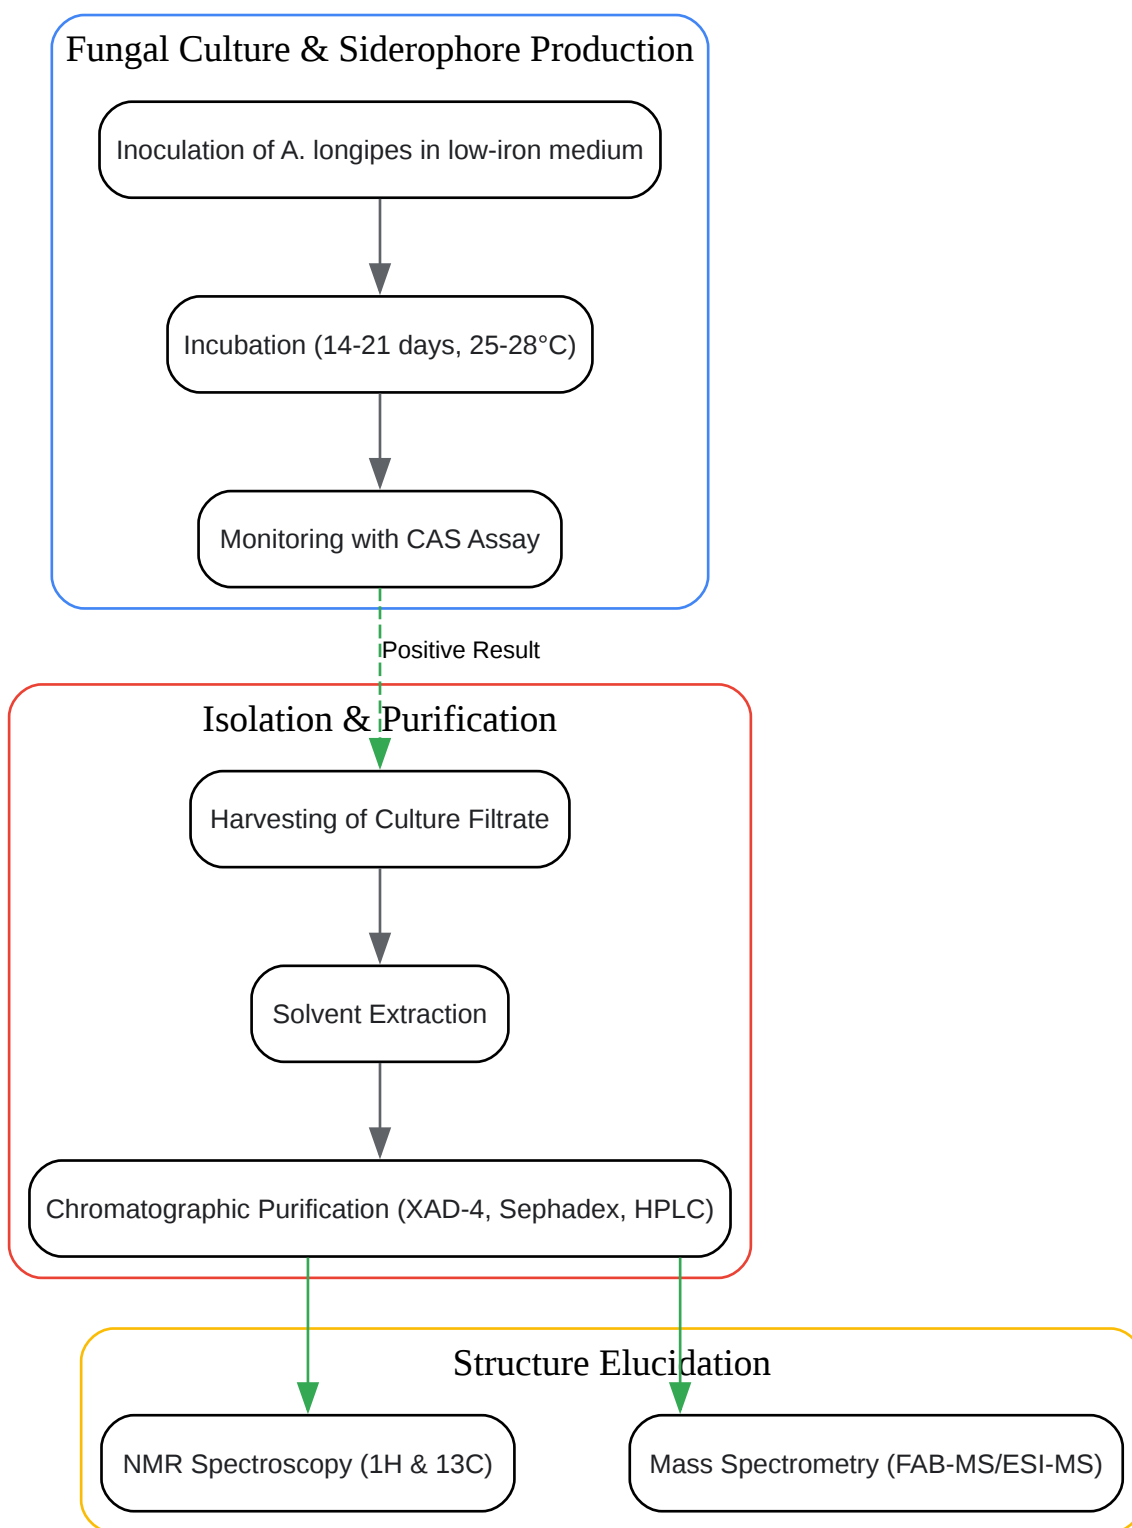 Fungal Culture & Siderophore Production
Inoculation of A. longipes in low-iron medium
Incubation (14-21 days, 25-28°C)
Monitoring with CAS Assay
Positive Result
Isolation & Purification
Harvesting of Culture Filtrate
Solvent Extraction
Chromatographic Purification (XAD-4, Sephadex, HPLC)
Structure Elucidation
NMR Spectroscopy (1H & 13C)
Mass Spectrometry (FAB-MS/ESI-MS)